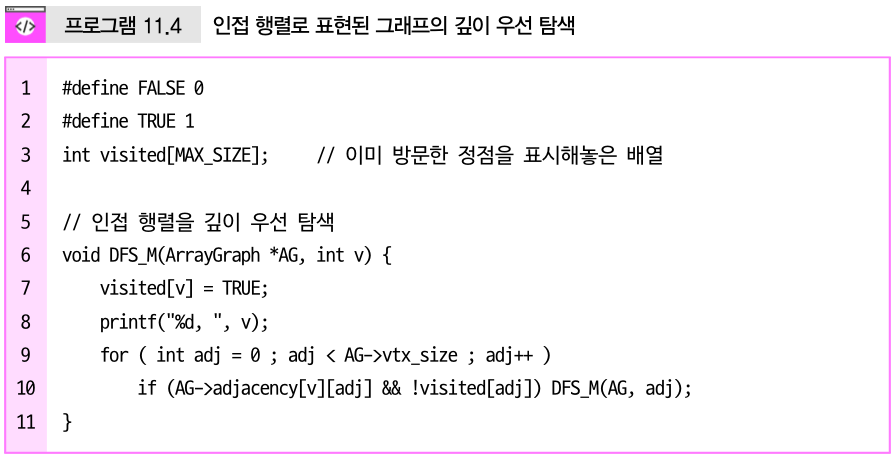 </> 프로그램 11.4 인접 행렬로 표현된 그래프의 깊이 우선 탐색
1 #define FALSE 0
2 #define TRUE 1
3 int visited[MAX_SIZE]; // 이미 방문한 정점을 표시해놓은 배열
4
5 // 인접 행렬을 깊이 우선 탐색
6 void DFS_M(ArrayGraph *AG, int v) {
7 visited[v] = TRUE;
8 printf("%d, ", v);
9 for ( int adj = 0 ; adj < AG->vtx_size ; adj++ )
10 if (AG->adjacency[v][adj] && !visited[adj]) DFS_M(AG, adj);
11 }